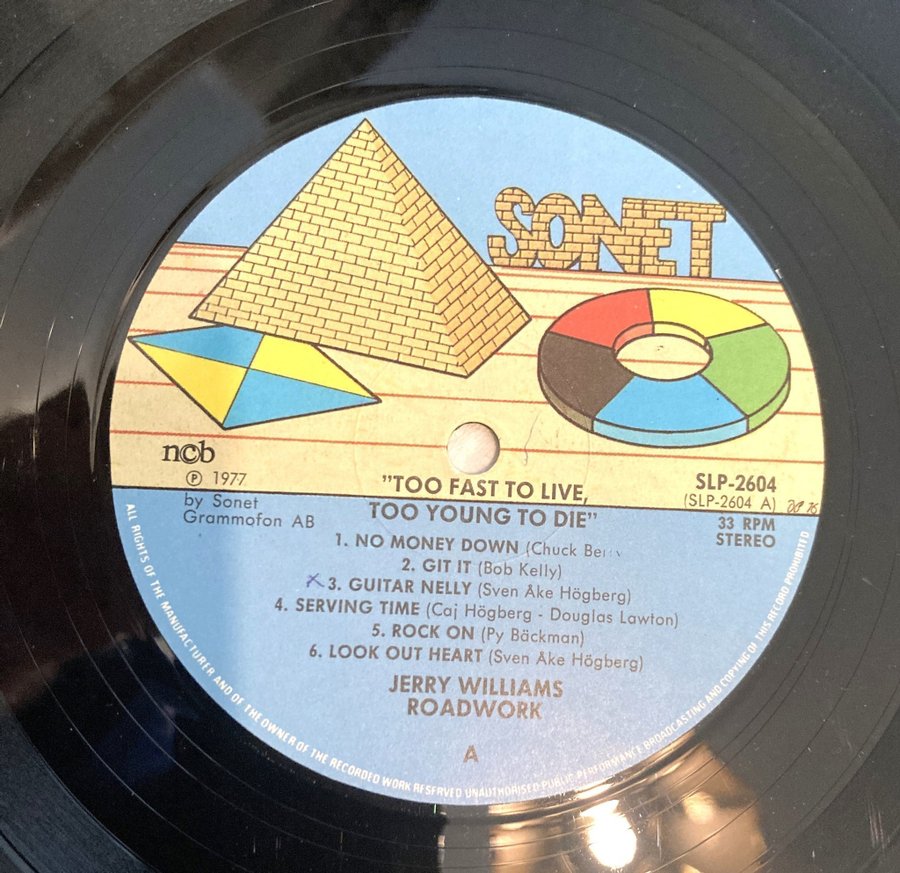 SONET
ncb
℗ 1977
by Sonet
Grammofon AB
"TOO FAST TO LIVE,
TOO YOUNG TO DIE"
SLP-2604
(SLP-2604 A)
33 RPM
STEREO
1. NO MONEY DOWN (Chuck
2. GIT IT (Bob Kelly)
x 3. GUITAR NELLY (Sven Åke Högberg)
4. SERVING TIME (Caj Högberg - Douglas Lawton)
5. ROCK ON (Py Bäckman)
6. LOOK OUT HEART (Sven Åke Högberg)
JERRY WILLIAMS
ROADWORK
A
ALL RIGHTS OF THE MANUFACTURER AND OF THE OWNER OF THE RECORDED WORK RESERVED UNAUTHORISED PUBLIC PERFORMANCE BROADCASTING AND COPYING OF THIS RECORD PROHIBITED